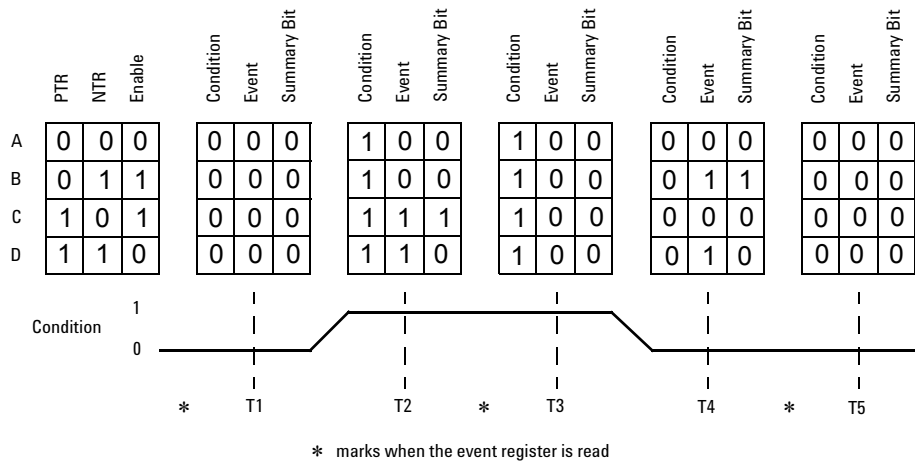 PTR NTR Enable Condition Event Summary Bit Condition Event Summary Bit Condition Event Summary Bit Condition Event Summary Bit Condition Event Summary Bit
A 0 0 0 0 0 0 1 0 0 1 0 0 0 0 0 0 0 0
B 0 1 1 0 0 0 1 0 0 1 0 0 0 1 1 0 0 0
C 1 0 1 0 0 0 1 1 1 1 0 0 0 0 0 0 0 0
D 1 1 0 0 0 0 1 1 0 1 0 0 0 1 0 0 0 0
1
Condition
0
* T1 T2 * T3 T4 * T5
* marks when the event register is read